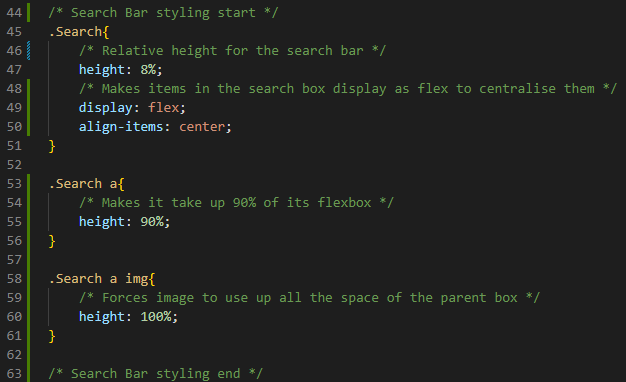 44 /* Search Bar styling start */
45 .Search{
46 /* Relative height for the search bar */
47 height: 8%;
48 /* Makes items in the search box display as flex to centralise them */
49 display: flex;
50 align-items: center;
51 }
52
53 .Search a{
54 /* Makes it take up 90% of its flexbox */
55 height: 90%;
56 }
57
58 .Search a img{
59 /* Forces image to use up all the space of the parent box */
60 height: 100%;
61 }
62
63 /* Search Bar styling end */